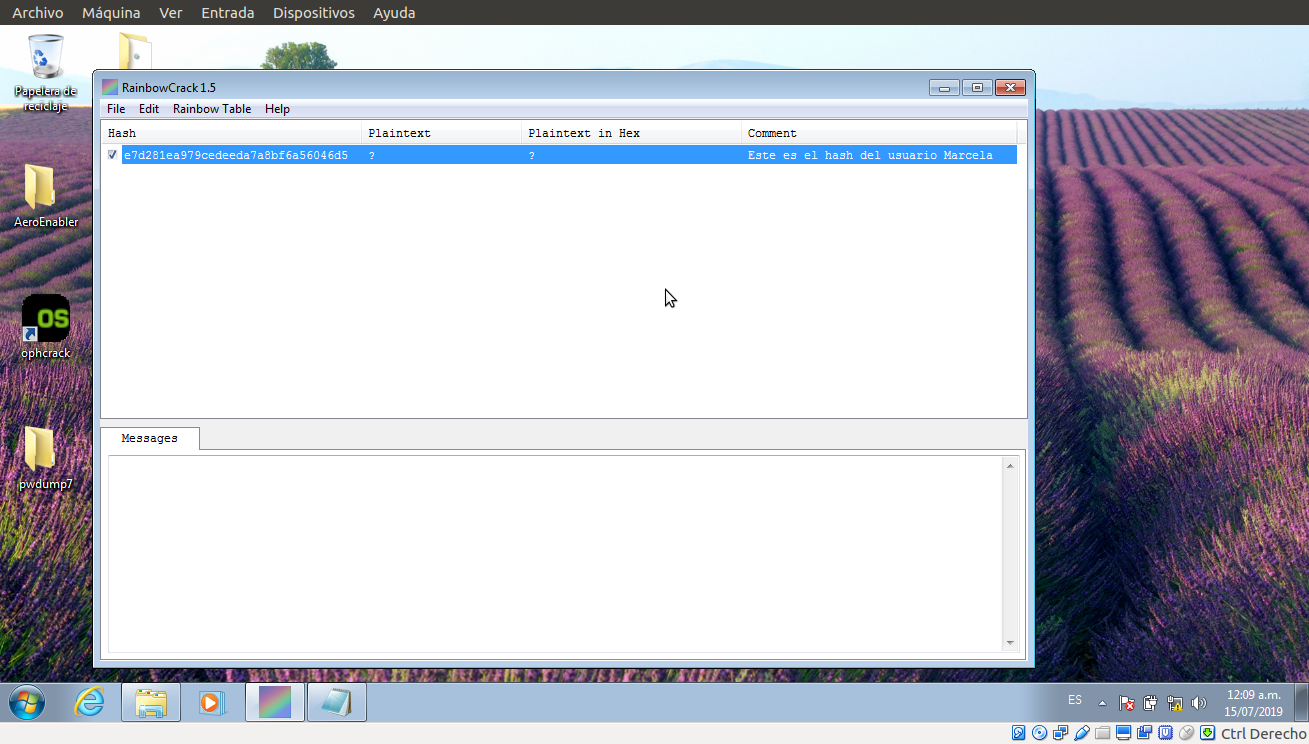 Archivo Máquina Ver Entrada Dispositivos Ayuda
Papelera de
reciclaje
RainbowCrack 1.5
File Edit Rainbow Table Help
Hash Plaintext Plaintext in Hex Comment
e7d281ea979cedeeda7a8bf6a56046d5 ? ? Este es el hash del usuario Marcela
AeroEnabler
OS
ophcrack
Messages
pwdump7
ES
12:09 a.m.
15/07/2019
Ctrl Derecho